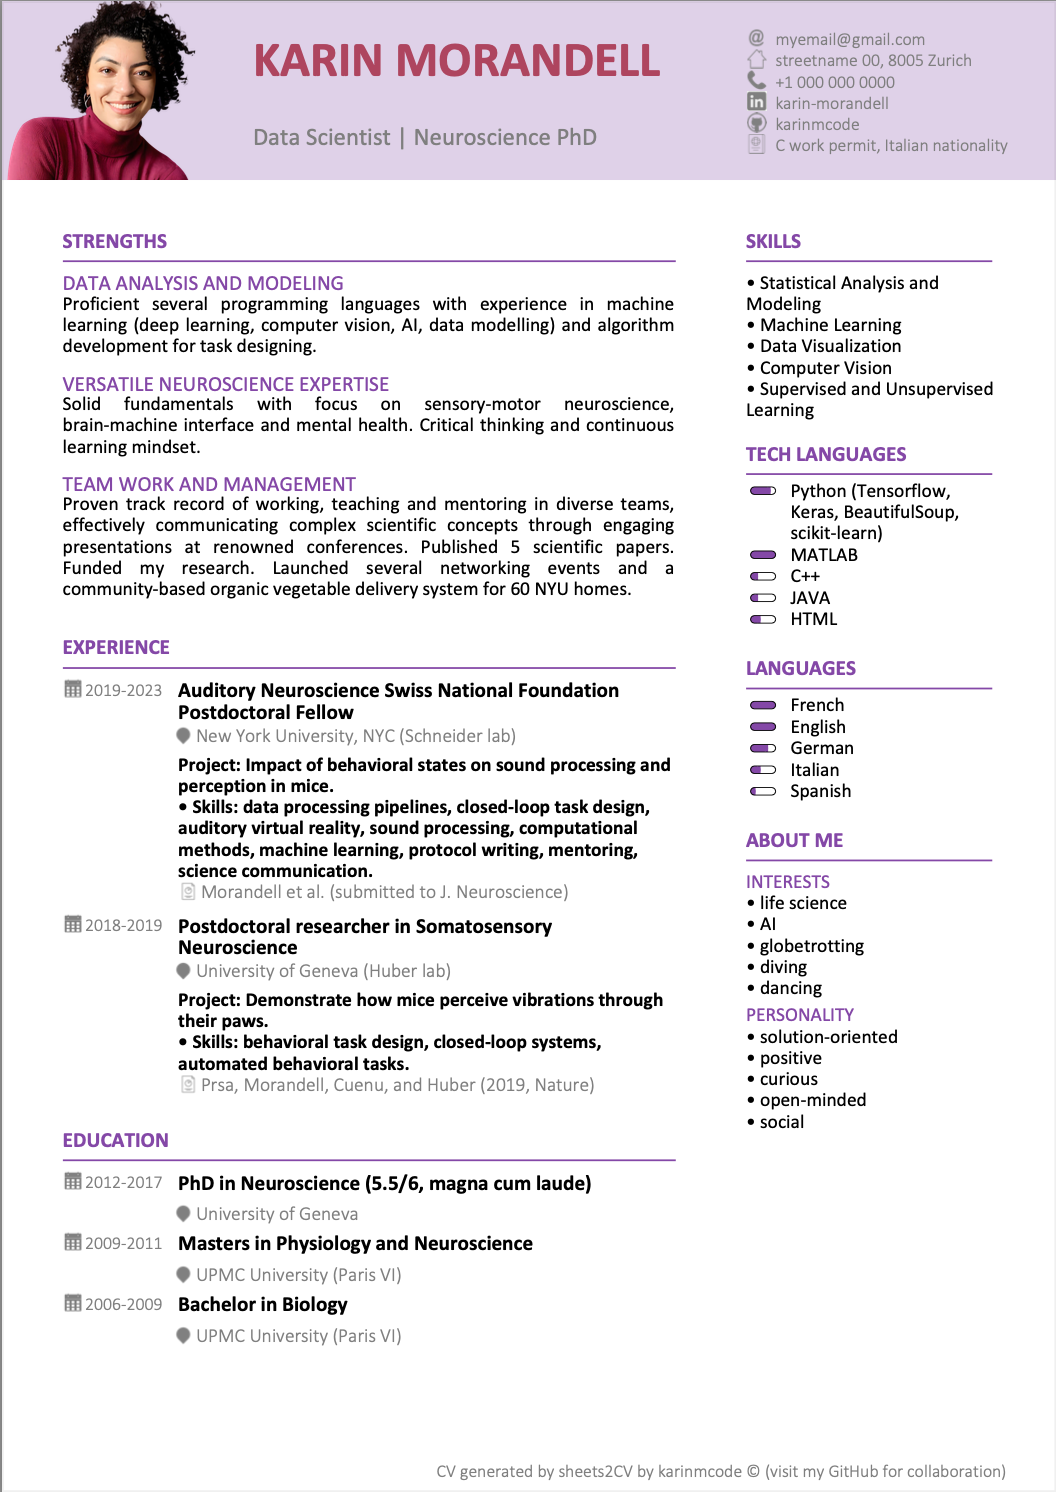 KARIN MORANDELL
Data Scientist | Neuroscience PhD
myemail@gmail.com
streetname 00, 8005 Zurich
+1 000 000 0000
karin-morandell
karinmcode
C work permit, Italian nationality
STRENGTHS
DATA ANALYSIS AND MODELING
Proficient several programming languages with experience in machine
learning (deep learning, computer vision, AI, data modelling) and algorithm
development for task designing.
VERSATILE NEUROSCIENCE EXPERTISE
Solid fundamentals with focus on sensory-motor neuroscience,
brain-machine interface and mental health. Critical thinking and continuous
learning mindset.
TEAM WORK AND MANAGEMENT
Proven track record of working, teaching and mentoring in diverse teams,
effectively communicating complex scientific concepts through engaging
presentations at renowned conferences. Published 5 scientific papers.
Funded my research. Launched several networking events and a
community-based organic vegetable delivery system for 60 NYU homes.
EXPERIENCE
2019-2023 Auditory Neuroscience Swiss National Foundation
Postdoctoral Fellow
New York University, NYC (Schneider lab)
Project: Impact of behavioral states on sound processing and
perception in mice.
• Skills: data processing pipelines, closed-loop task design,
auditory virtual reality, sound processing, computational
methods, machine learning, protocol writing, mentoring,
science communication.
Morandell et al. (submitted to J. Neuroscience)
2018-2019 Postdoctoral researcher in Somatosensory
Neuroscience
University of Geneva (Huber lab)
Project: Demonstrate how mice perceive vibrations through
their paws.
• Skills: behavioral task design, closed-loop systems,
automated behavioral tasks.
Prsa, Morandell, Cuenu, and Huber (2019, Nature)
EDUCATION
2012-2017 PhD in Neuroscience (5.5/6, magna cum laude)
University of Geneva
2009-2011 Masters in Physiology and Neuroscience
UPMC University (Paris VI)
2006-2009 Bachelor in Biology
UPMC University (Paris VI)
SKILLS
• Statistical Analysis and
Modeling
• Machine Learning
• Data Visualization
• Computer Vision
• Supervised and Unsupervised
Learning
TECH LANGUAGES
Python (Tensorflow,
Keras, BeautifulSoup,
scikit-learn)
MATLAB
C++
JAVA
HTML
LANGUAGES
French
English
German
Italian
Spanish
ABOUT ME
INTERESTS
• life science
• AI
• globetrotting
• diving
• dancing
PERSONALITY
• solution-oriented
• positive
• curious
• open-minded
• social
CV generated by sheets2CV by karinmcode © (visit my GitHub for collaboration)